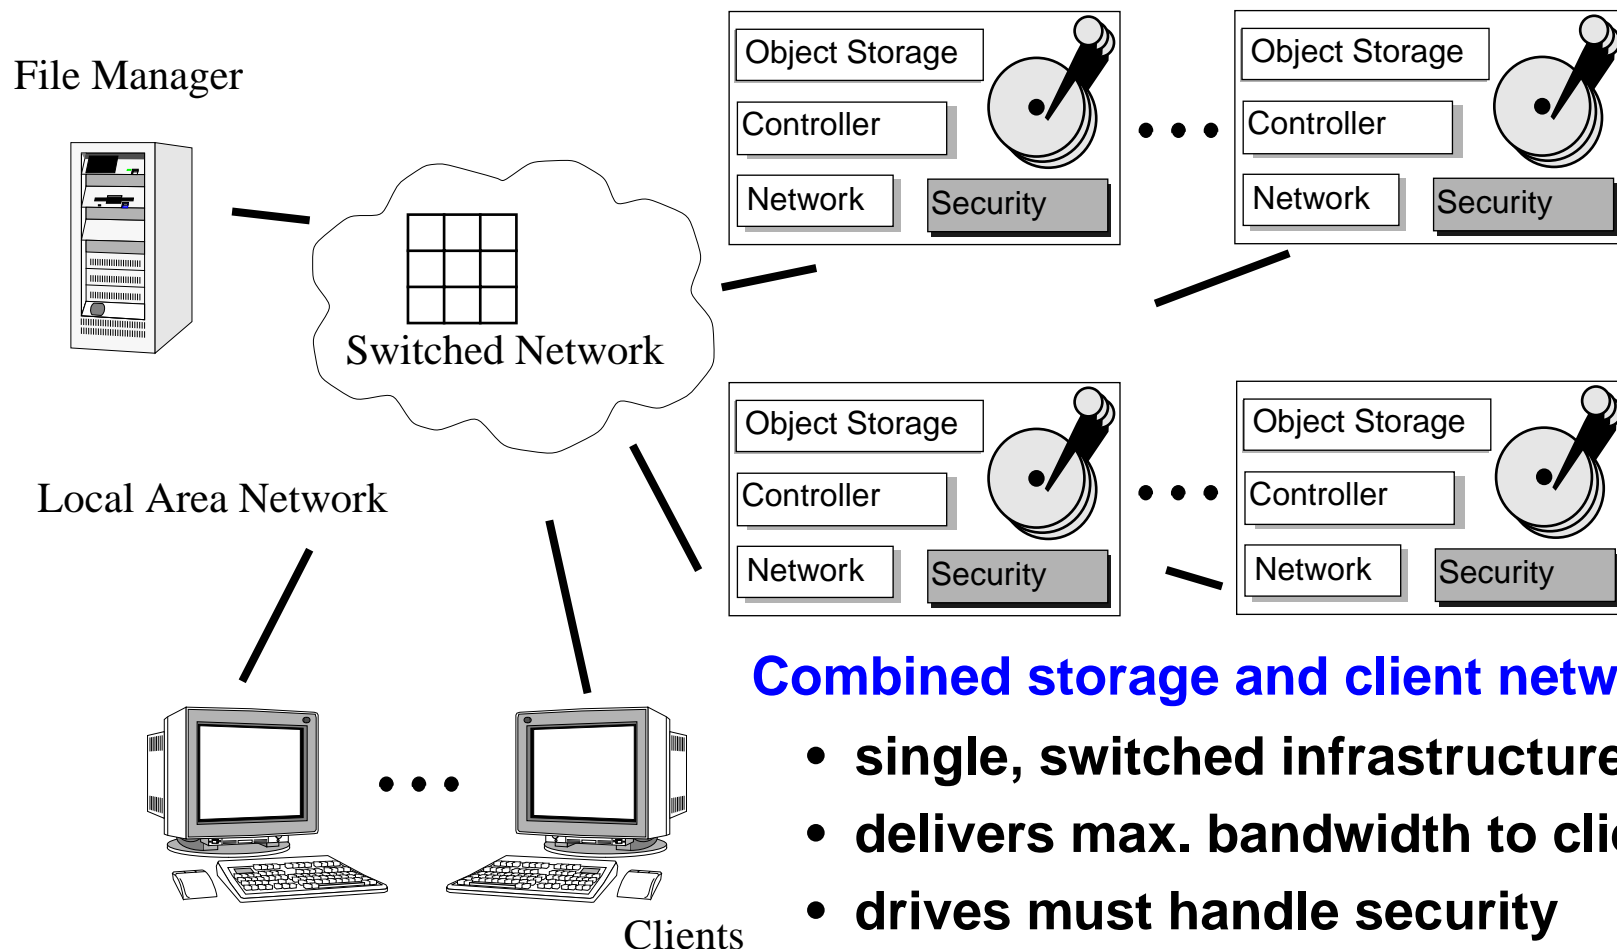 File Manager
Switched Network
Local Area Network
Clients
Object Storage
Controller
Network
Security
Object Storage
Controller
Network
Security
Object Storage
Controller
Network
Security
Object Storage
Controller
Network
Security
Combined storage and client netw
• single, switched infrastructure
• delivers max. bandwidth to clie
• drives must handle security